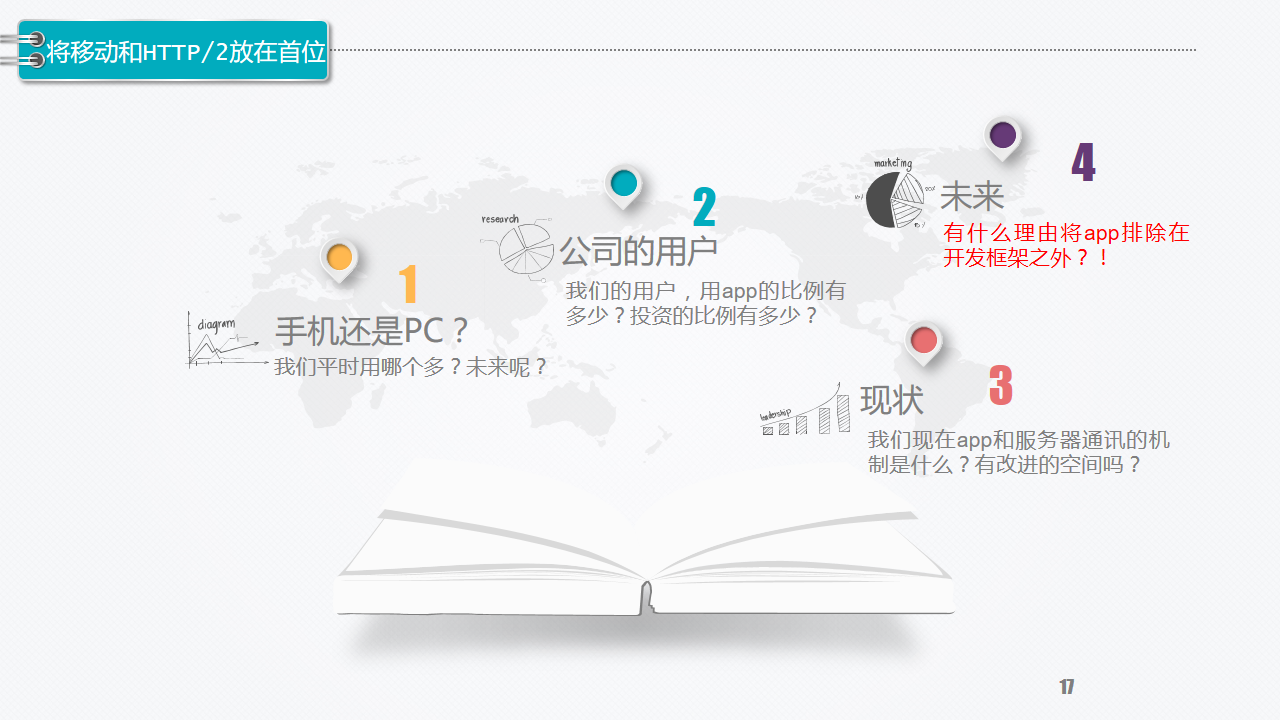 将移动和HTTP/2放在首位
1
diagram
手机还是PC？
我们平时用哪个多？未来呢？
2
research
公司的用户
我们的用户，用app的比例有
多少？投资的比例有多少？
3
leadership
现状
我们现在app和服务器通讯的机
制是什么？有改进的空间吗？
4
marketing
未来
有什么理由将app排除在
开发框架之外？！
17